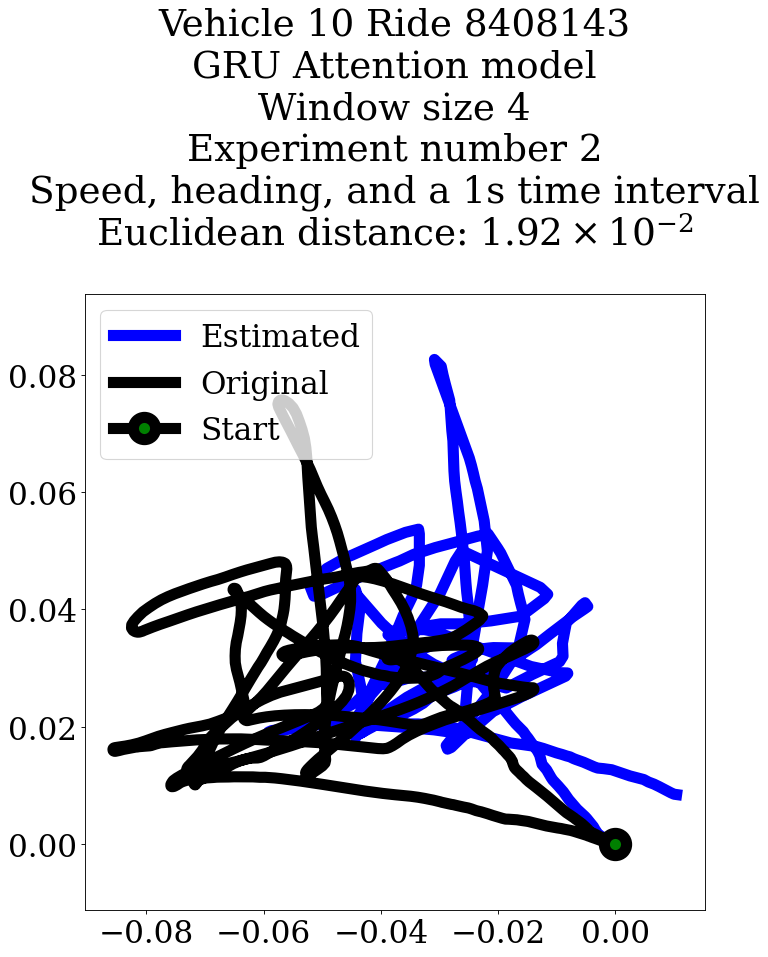 Vehicle 10 Ride 8408143
GRU Attention model
Window size 4
Experiment number 2
Speed, heading, and a 1s time interval
Euclidean distance: 1.92 × 10⁻²
Estimated
Original
Start
0.08
0.06
0.04
0.02
0.00
−0.08 −0.06 −0.04 −0.02 0.00